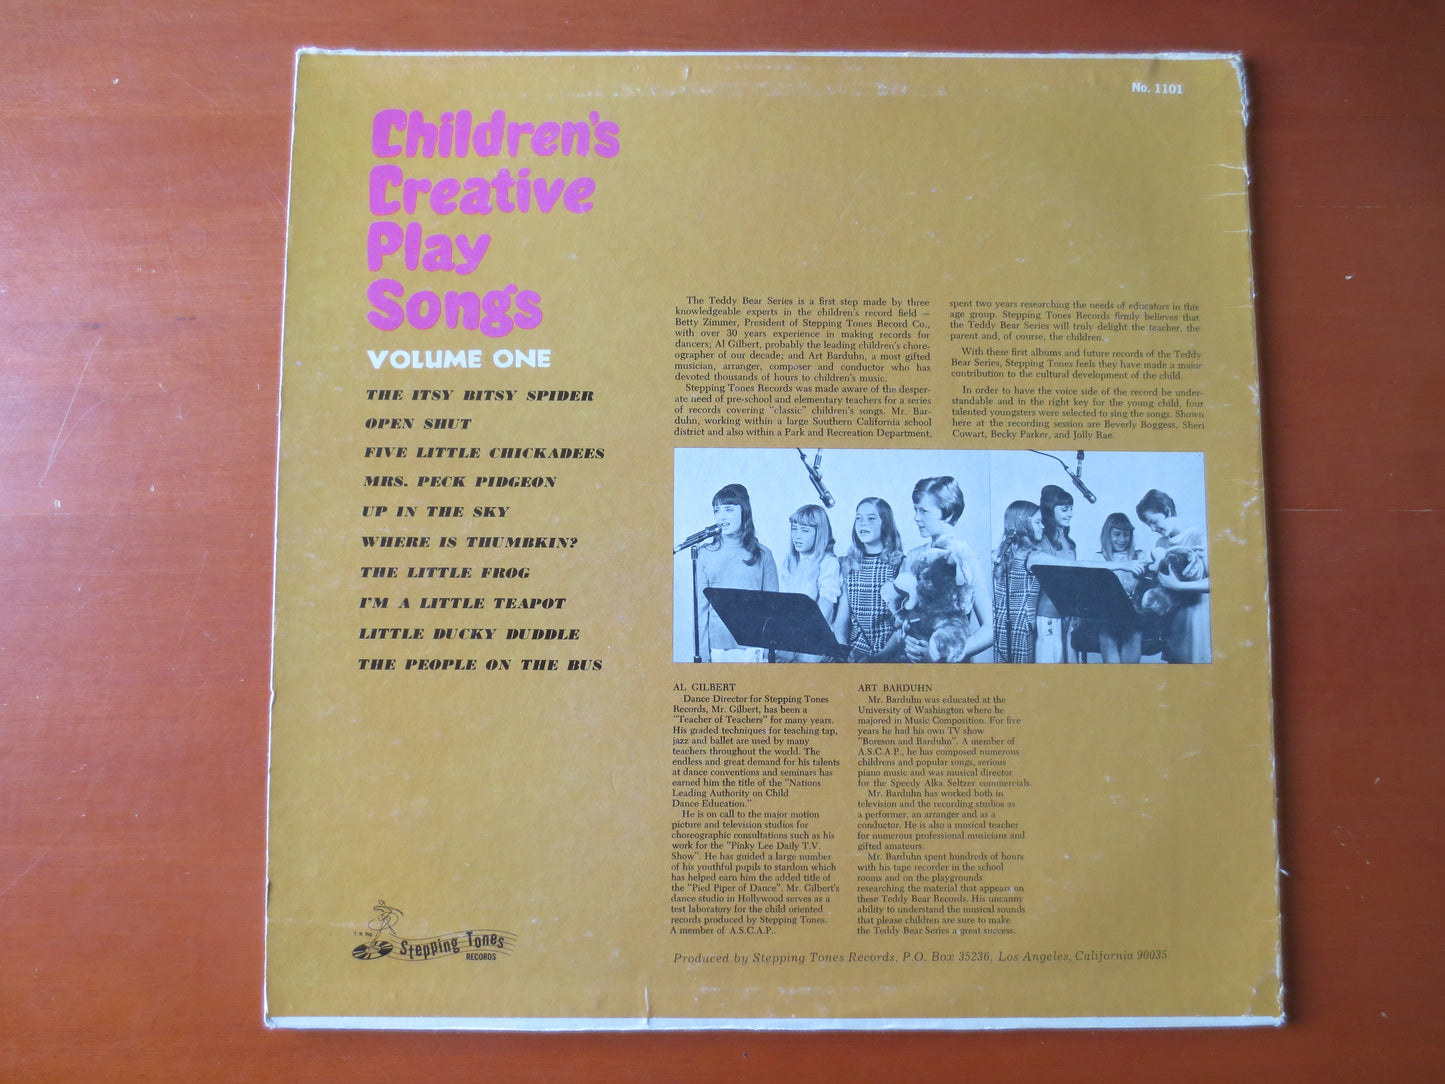 No. 1101
Children's
Creative
Play
Songs
VOLUME ONE
THE ITSY BITSY SPIDER
OPEN SHUT
FIVE LITTLE CHICKADEES
MRS. PECK PIDGEON
UP IN THE SKY
WHERE IS THUMBKIN?
THE LITTLE FROG
I'M A LITTLE TEAPOT
LITTLE DUCKY DUDDLE
THE PEOPLE ON THE BUS
The Teddy Bear Series is a first step made by three
knowledgeable experts in the children's record field —
Betty Zimmer, President of Stepping Tones Record Co.,
with over 30 years experience in making records for
dancers; Al Gilbert, probably the leading children's chore-
ographer of our decade; and Art Barduhn, a most gifted
musician, arranger, composer and conductor who has
devoted thousands of hours to children's music.
Stepping Tones Records was made aware of the desper-
ate need of pre-school and elementary teachers for a series
of records covering "classic" children's songs. Mr. Bar-
duhn, working within a large Southern California school
district and also within a Park and Recreation Department,
spent two years researching the needs of educators in this
age group. Stepping Tones Records firmly believes that
the Teddy Bear Series will truly delight the teacher, the
parent and, of course, the children.
With these first albums and future records of the Teddy
Bear Series, Stepping Tones feels they have made a major
contribution to the cultural development of the child.
In order to have the voice side of the record be under-
standable and in the right key for the young child, four
talented youngsters were selected to sing the songs. Shown
here at the recording session are Beverly Boggess, Sheri
Cowart, Becky Parker, and Jolly Rae.
AL GILBERT
Dance Director for Stepping Tones
Records, Mr. Gilbert, has been a
"Teacher of Teachers" for many years.
His graded techniques for teaching tap,
jazz and ballet are used by many
teachers throughout the world. The
endless and great demand for his talents
at dance conventions and seminars has
earned him the title of the "Nations
Leading Authority on Child
Dance Education."
He is on call to the major motion
picture and television studios for
choreographic consultations such as his
work for the "Pinky Lee Daily T.V.
Show". He has guided a large number
of his youthful pupils to stardom which
has helped earn him the added title of
the "Pied Piper of Dance". Mr. Gilbert's
dance studio in Hollywood serves as a
test laboratory for the child oriented
records produced by Stepping Tones.
A member of A.S.C.A.P..
ART BARDUHN
Mr. Barduhn was educated at the
University of Washington where he
majored in Music Composition. For five
years he had his own TV show
"Boreson and Barduhn". A member of
A.S.C.A.P., he has composed numerous
childrens and popular songs, serious
piano music and was musical director
for the Speedy Alka Seltzer commercials.
Mr. Barduhn has worked both in
television and the recording studios as
a performer, an arranger and as a
conductor. He is also a musical teacher
for numerous professional musicians and
gifted amateurs.
Mr. Barduhn spent hundreds of hours
with his tape recorder in the school
rooms and on the playgrounds
researching the material that appears on
these Teddy Bear Records. His uncanny
ability to understand the musical sounds
that please children are sure to make
the Teddy Bear Series a great success.
T. M. Reg.
Stepping Tones
RECORDS
Produced by Stepping Tones Records, P.O. Box 35236, Los Angeles, California 90035